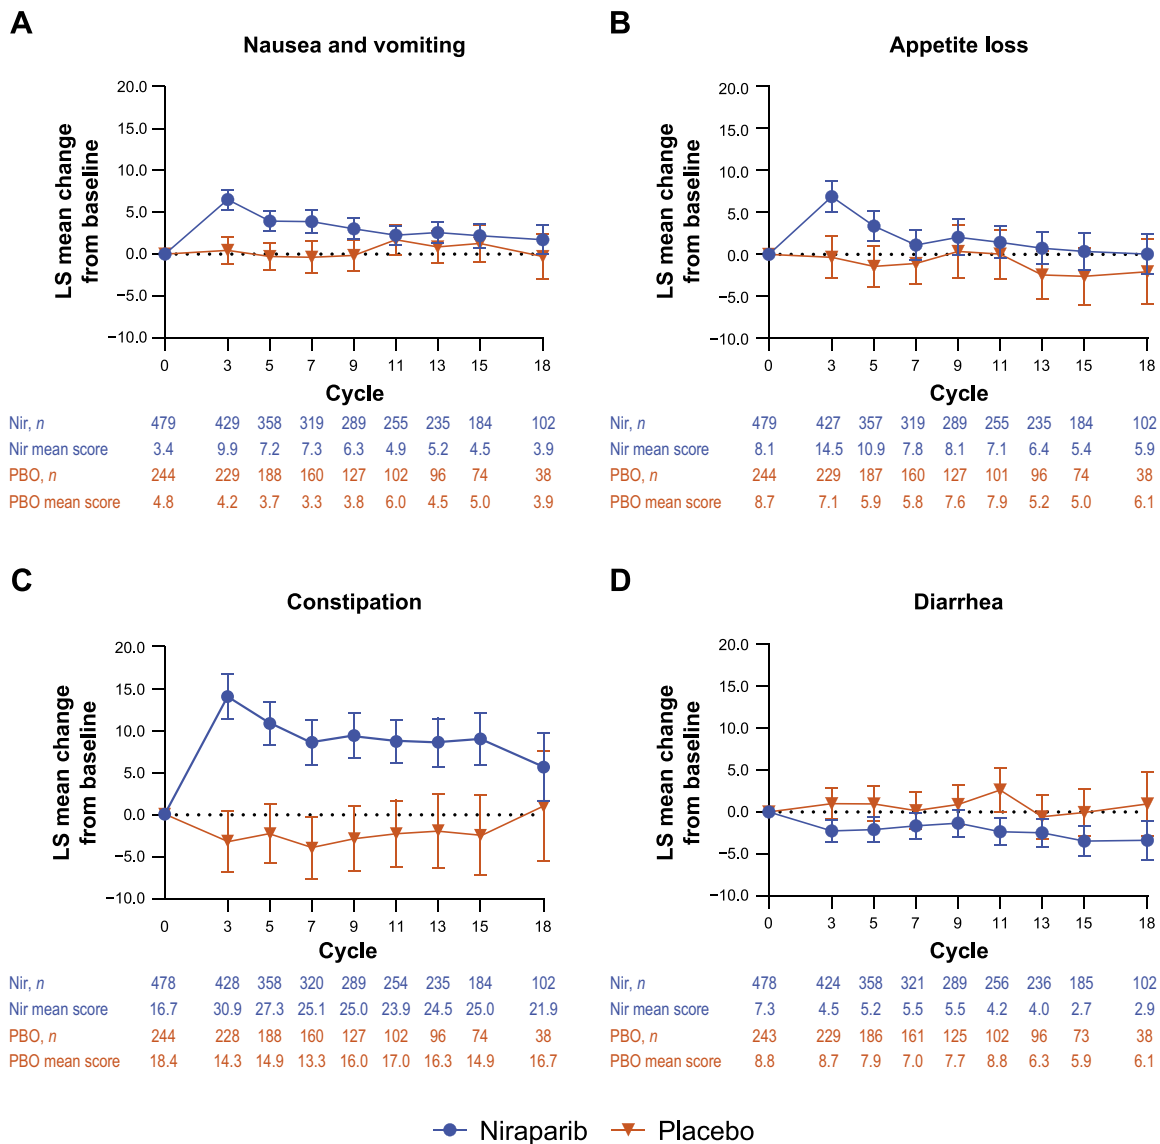 A
Nausea and vomiting
LS mean change
from baseline
20.0
15.0
10.0
5.0
0.0
−5.0
−10.0
0 3 5 7 9 11 13 15 18
Cycle
Nir, n 479 429 358 319 289 255 235 184 102
Nir mean score 3.4 9.9 7.2 7.3 6.3 4.9 5.2 4.5 3.9
PBO, n 244 229 188 160 127 102 96 74 38
PBO mean score 4.8 4.2 3.7 3.3 3.8 6.0 4.5 5.0 3.9
B
Appetite loss
LS mean change
from baseline
20.0
15.0
10.0
5.0
0.0
−5.0
−10.0
0 3 5 7 9 11 13 15 18
Cycle
479 427 357 319 289 255 235 184 102
8.1 14.5 10.9 7.8 8.1 7.1 6.4 5.4 5.9
244 229 187 160 127 101 96 74 38
8.7 7.1 5.9 5.8 7.6 7.9 5.2 5.0 6.1
Nir, n
Nir mean score
PBO, n
PBO mean score
C
Constipation
LS mean change
from baseline
20.0
15.0
10.0
5.0
0.0
−5.0
−10.0
0 3 5 7 9 11 13 15 18
Cycle
Nir, n 478 428 358 320 289 254 235 184 102
Nir mean score 16.7 30.9 27.3 25.1 25.0 23.9 24.5 25.0 21.9
PBO, n 244 228 188 160 127 102 96 74 38
PBO mean score 18.4 14.3 14.9 13.3 16.0 17.0 16.3 14.9 16.7
D
Diarrhea
LS mean change
from baseline
20.0
15.0
10.0
5.0
0.0
−5.0
−10.0
0 3 5 7 9 11 13 15 18
Cycle
Nir, n 478 424 358 321 289 256 236 185 102
Nir mean score 7.3 4.5 5.2 5.5 5.5 4.2 4.0 2.7 2.9
PBO, n 243 229 186 161 125 102 96 73 38
PBO mean score 8.8 8.7 7.9 7.0 7.7 8.8 6.3 5.9 6.1
Niraparib Placebo